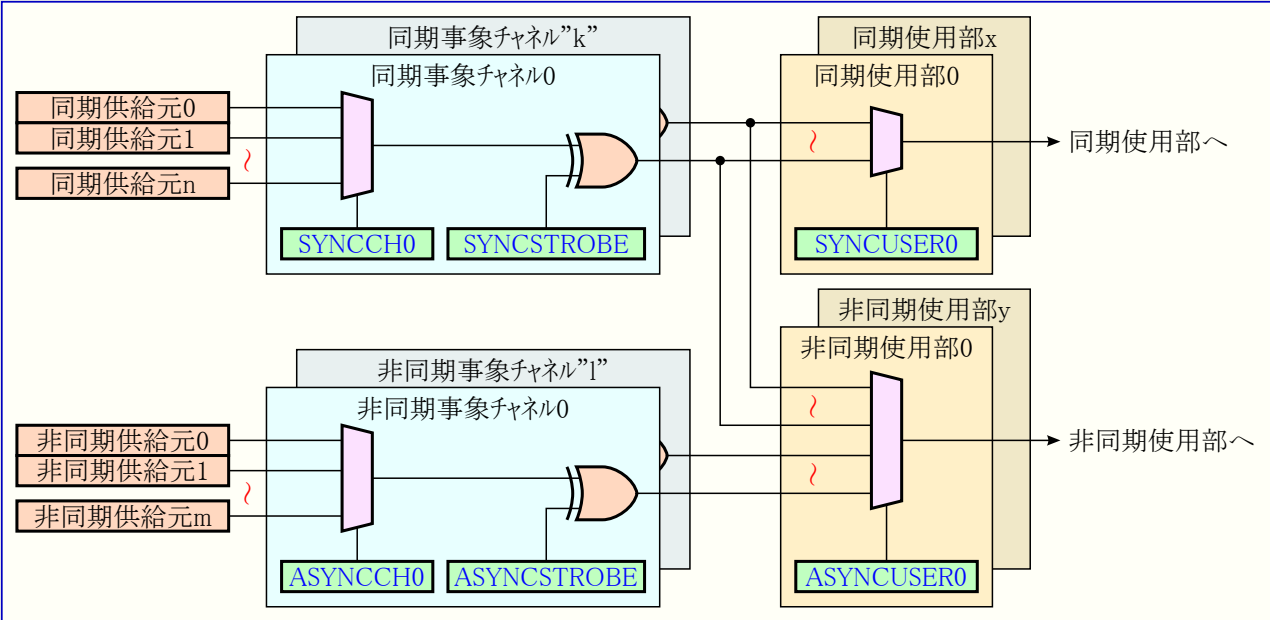 同期事象チャネル”k”
同期事象チャネル0
同期供給元0
同期供給元1
同期供給元n
SYNCCH0
SYNCSTROBE
同期使用部x
同期使用部0
SYNCUSER0
同期使用部へ
非同期事象チャネル”l”
非同期事象チャネル0
非同期供給元0
非同期供給元1
非同期供給元m
ASYNCCH0
ASYNCSTROBE
非同期使用部y
非同期使用部0
ASYNCUSER0
非同期使用部へ